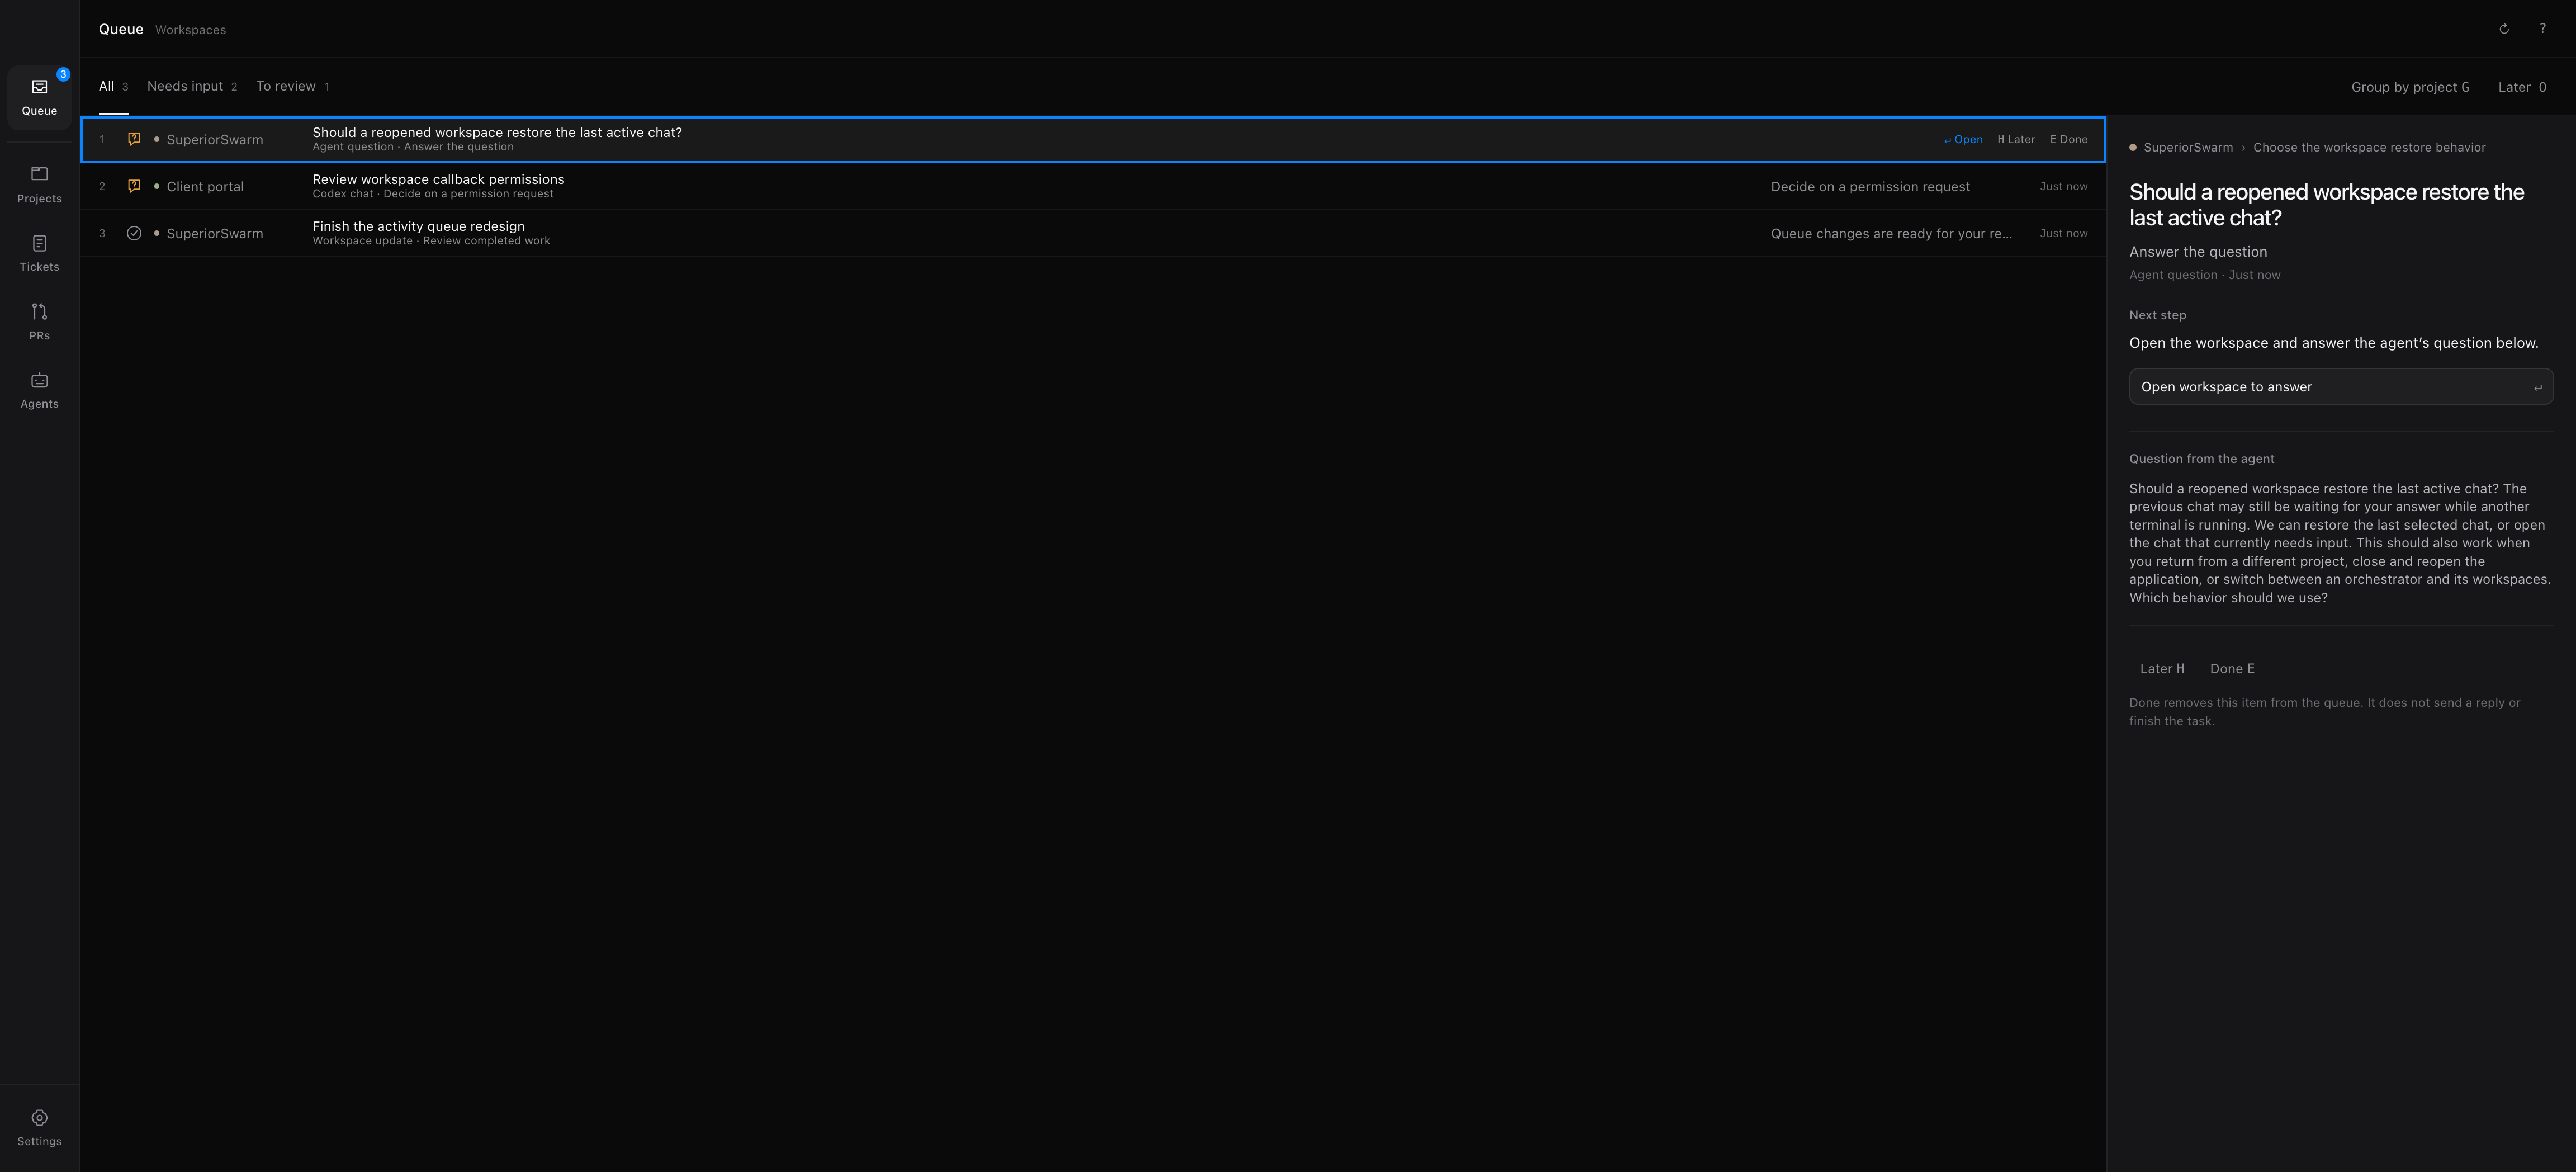 Queue Workspaces
↻ ?
3
Queue
Projects
Tickets
PRs
Agents
Settings
All 3 Needs input 2 To review 1
Group by project G Later 0
1 SuperiorSwarm Should a reopened workspace restore the last active chat? ↵ Open H Later E Done
Agent question · Answer the question
2 Client portal Review workspace callback permissions Decide on a permission request Just now
Codex chat · Decide on a permission request
3 SuperiorSwarm Finish the activity queue redesign Queue changes are ready for your re... Just now
Workspace update · Review completed work
SuperiorSwarm › Choose the workspace restore behavior
Should a reopened workspace restore the
last active chat?
Answer the question
Agent question · Just now
Next step
Open the workspace and answer the agent’s question below.
Open workspace to answer ↵
Question from the agent
Should a reopened workspace restore the last active chat? The
previous chat may still be waiting for your answer while another
terminal is running. We can restore the last selected chat, or open
the chat that currently needs input. This should also work when
you return from a different project, close and reopen the
application, or switch between an orchestrator and its workspaces.
Which behavior should we use?
Later H Done E
Done removes this item from the queue. It does not send a reply or
finish the task.